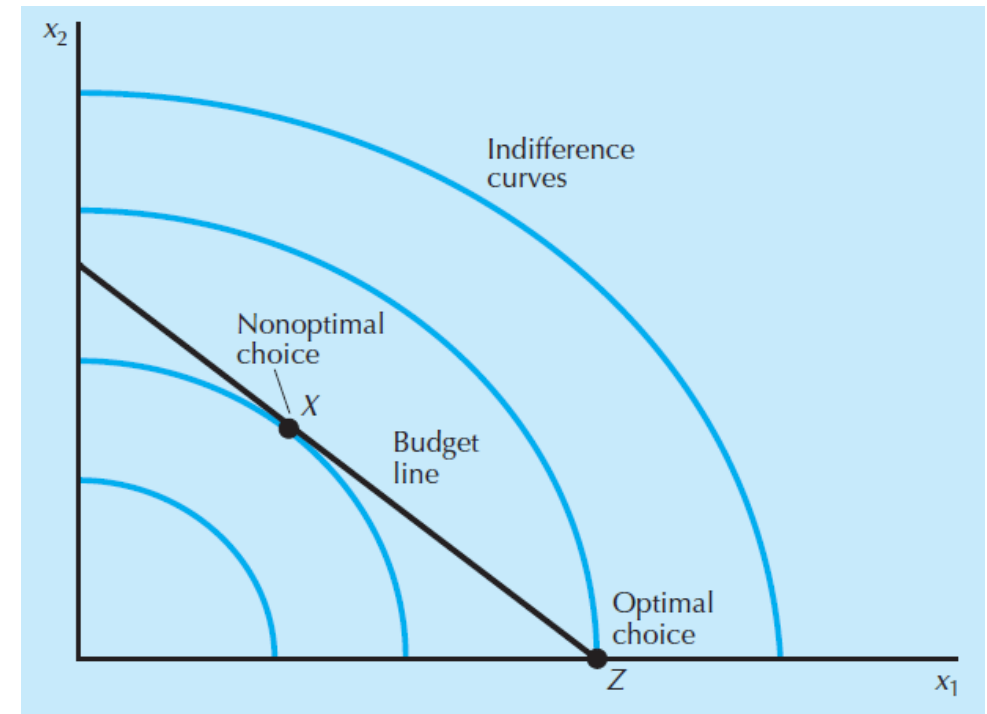 x₂
Indifference
curves
Nonoptimal
choice
X
Budget
line
Optimal
choice
Z
x₁